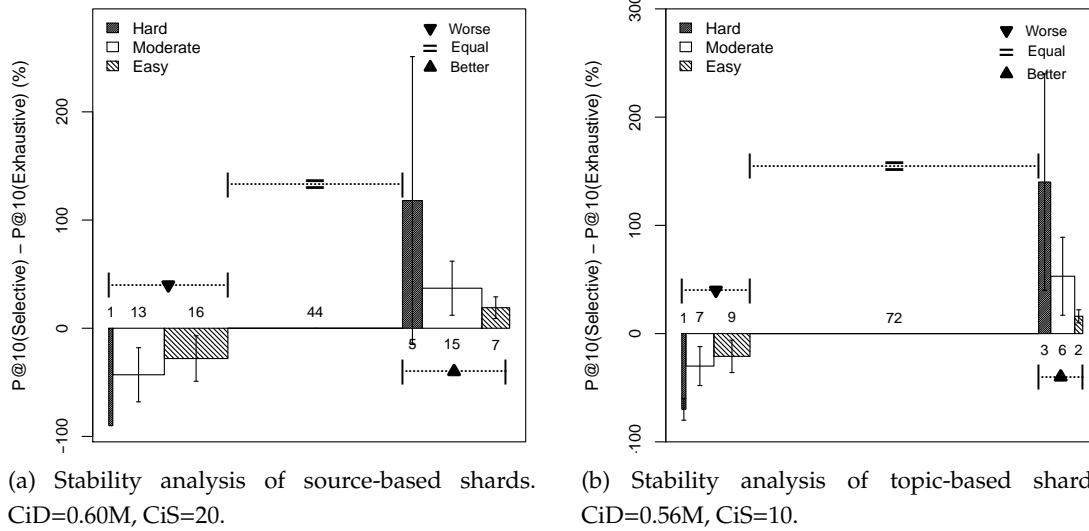 P@10(Selective) − P@10(Exhaustive) (%)
−100
0
100
200
Hard
Moderate
Easy
Worse
Equal
Better
1 13 16 44
5 15 7
P@10(Selective) − P@10(Exhaustive) (%)
−100
0
100
200
300
Hard
Moderate
Easy
Worse
Equal
Better
1 7 9 72
3 6 2
(a) Stability analysis of source-based shards.
CiD=0.60M, CiS=20.
(b) Stability analysis of topic-based shard
CiD=0.56M, CiS=10.